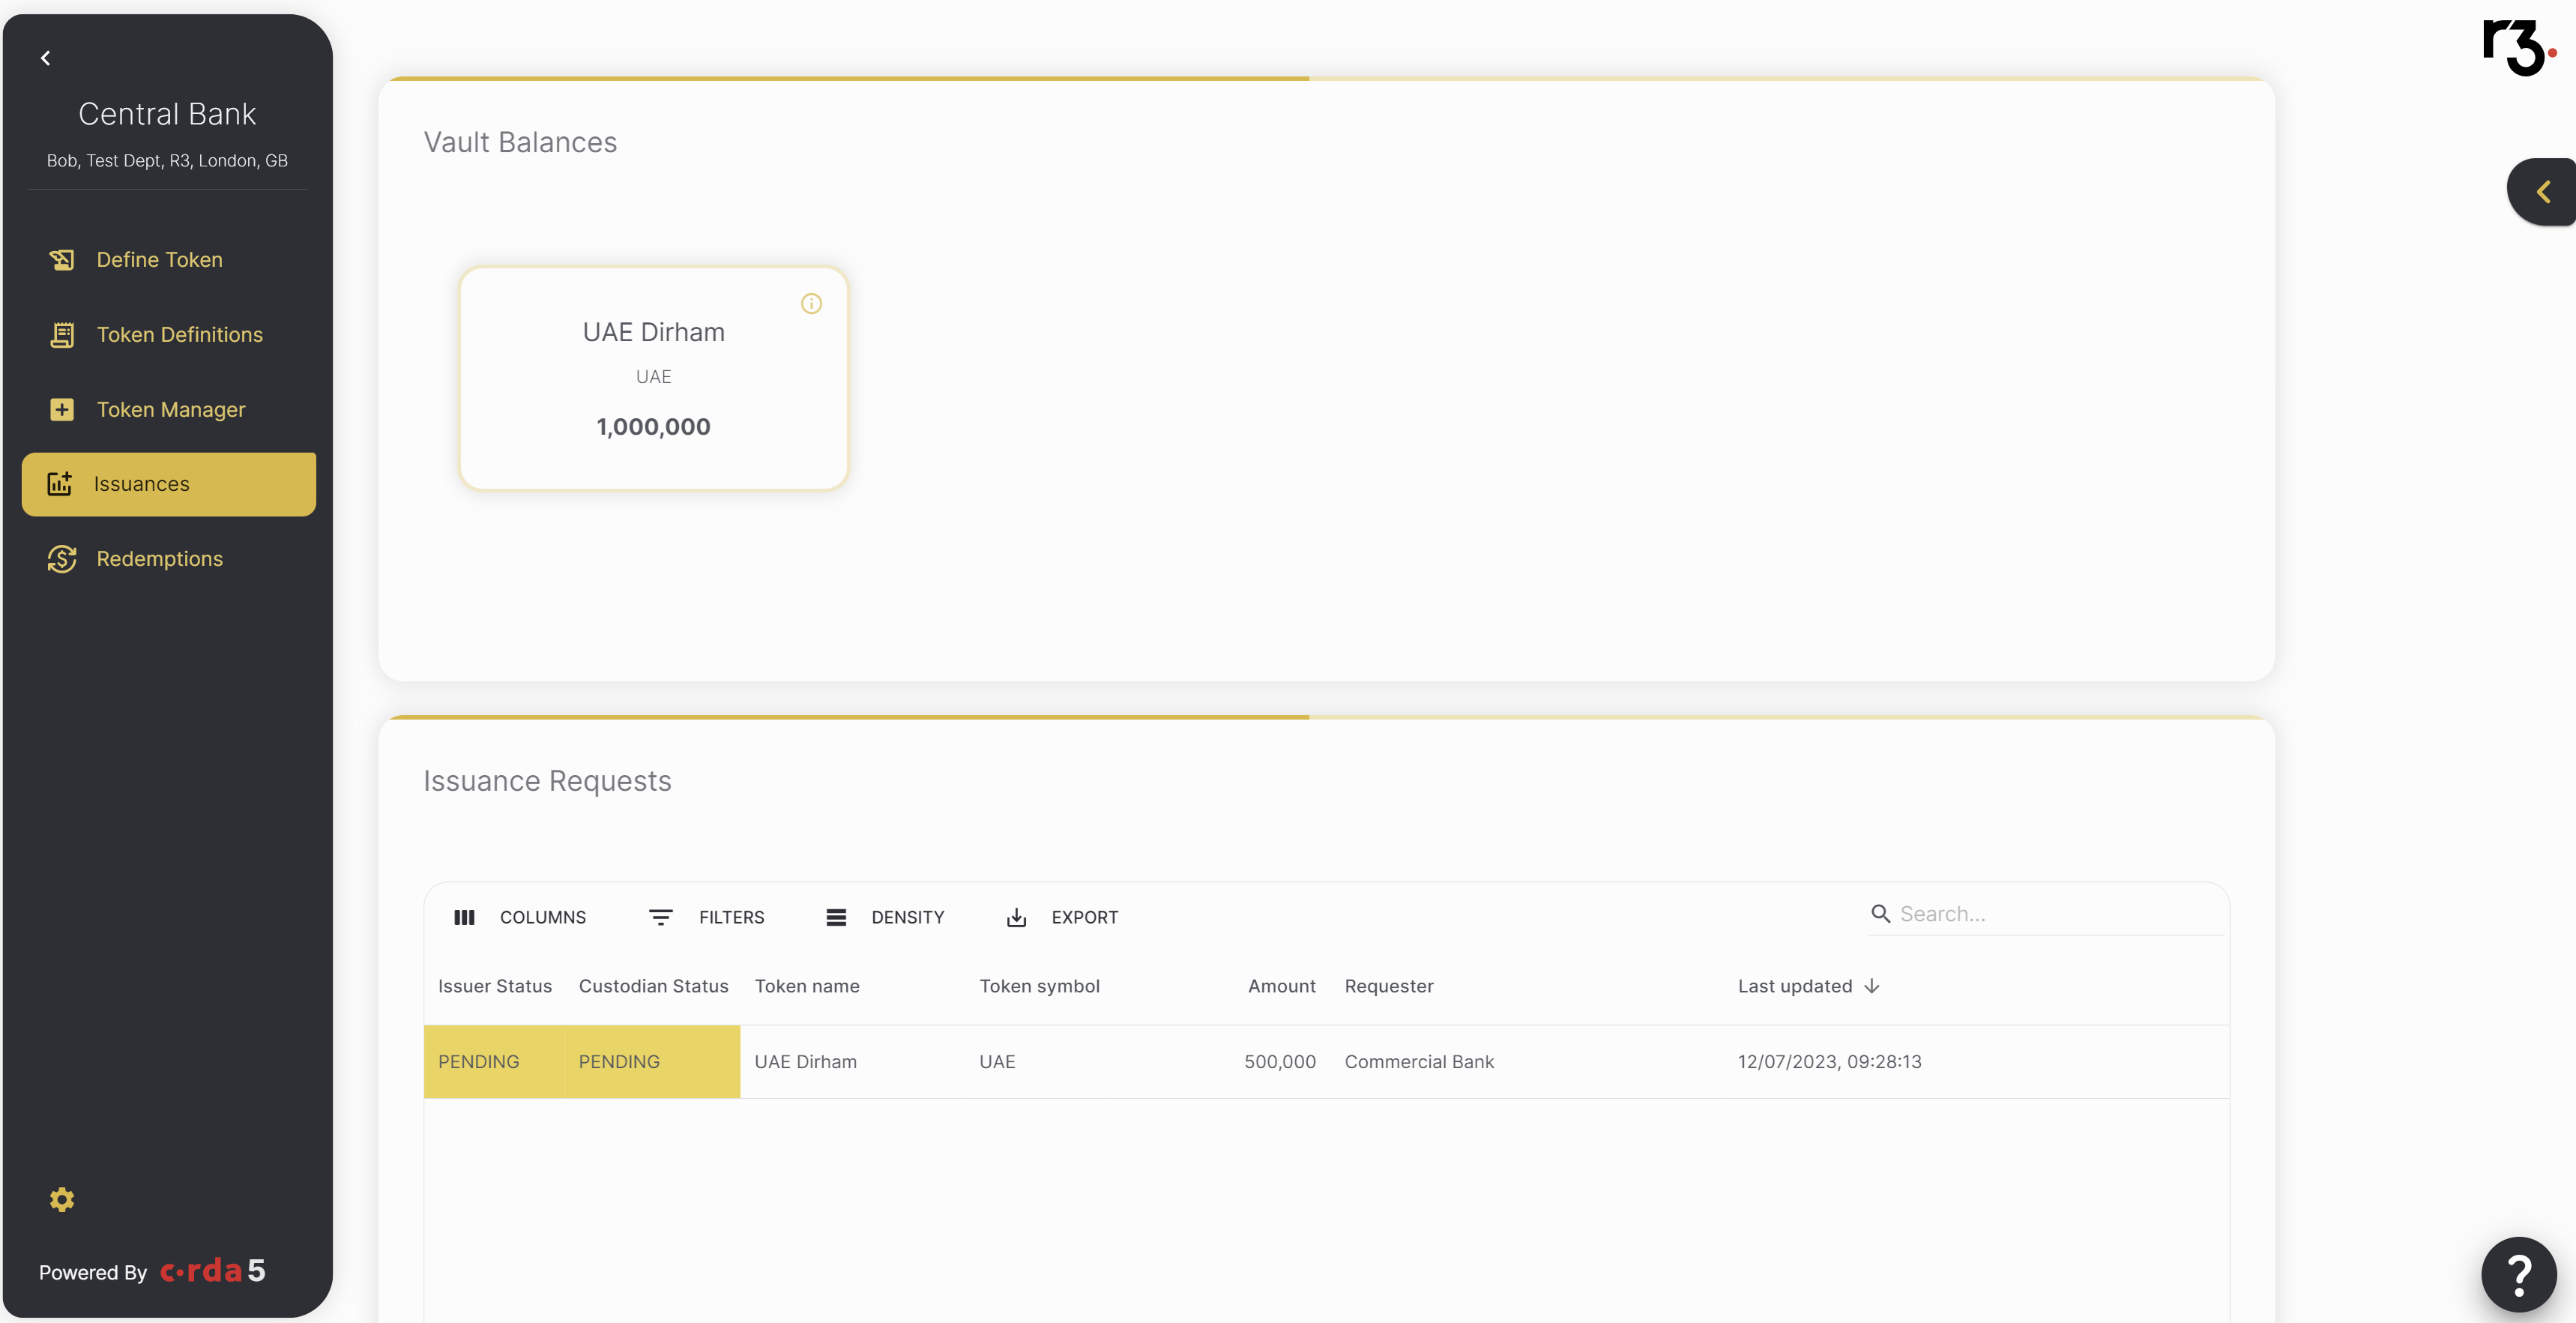 Central Bank
Bob, Test Dept, R3, London, GB
Define Token
Token Definitions
Token Manager
Issuances
Redemptions
Powered By c·rda 5
r3.
Vault Balances
UAE Dirham
UAE
1,000,000
Issuance Requests
COLUMNS FILTERS DENSITY EXPORT Search...
Issuer Status Custodian Status Token name Token symbol Amount Requester Last updated
PENDING PENDING UAE Dirham UAE 500,000 Commercial Bank 12/07/2023, 09:28:13
?